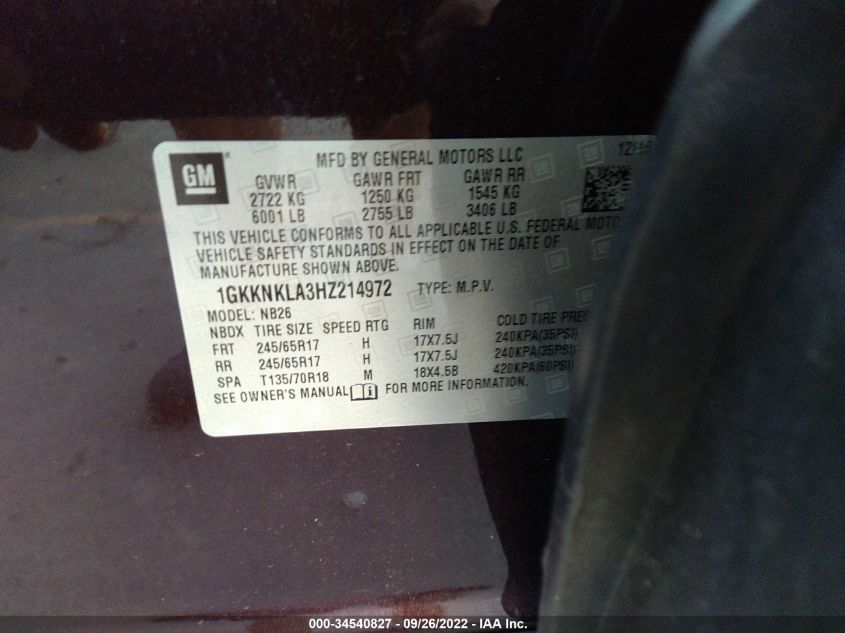 GM
MFD BY GENERAL MOTORS LLC
GVWR GAWR FRT GAWR RR
2722 KG 1250 KG 1545 KG
6001 LB 2755 LB 3406 LB
THIS VEHICLE CONFORMS TO ALL APPLICABLE U.S. FEDERAL MOTO
VEHICLE SAFETY STANDARDS IN EFFECT ON THE DATE OF
MANUFACTURE SHOWN ABOVE.
1GKKNKLA3HZ214972 TYPE: M.P.V.
MODEL: NB26
NBDX TIRE SIZE SPEED RTG RIM COLD TIRE PRE
FRT 245/65R17 H 17X7.5J 240KPA(35PSI)
RR 245/65R17 H 17X7.5J 240KPA(35PSI)
SPA T135/70R18 M 18X4.5B 420KPA(60PSI)
SEE OWNER'S MANUAL FOR MORE INFORMATION.
000-34540827 - 09/26/2022 - IAA Inc.